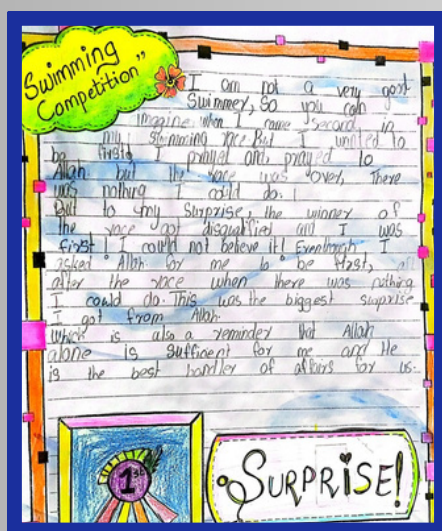 "Swimming
Competition"
I am not a very good
Swimmer, So you can
imagine when I came second in
my swimming race. But I wanted to
be first. I prayed and prayed to
Allah but the race was over, There
was nothing I could do.
But to my surprise, the winner of
the race got disqualified and I was
first! I could not believe it! Eventhough I
asked Allah for me to be first, all
after the race when there was nothing
I could do. This was the biggest surprise
I got from Allah.
Which is also a reminder that Allah
alone is sufficent for me and He
is the best handler of affairs for us.
1st
SURPRISE!